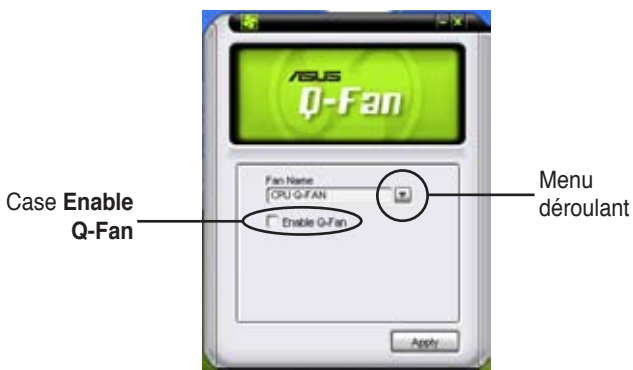 ASUS
Q-Fan
Fan Name
CPU Q-FAN
Enable Q-Fan
Apply
Case Enable
Q-Fan
Menu
déroulant